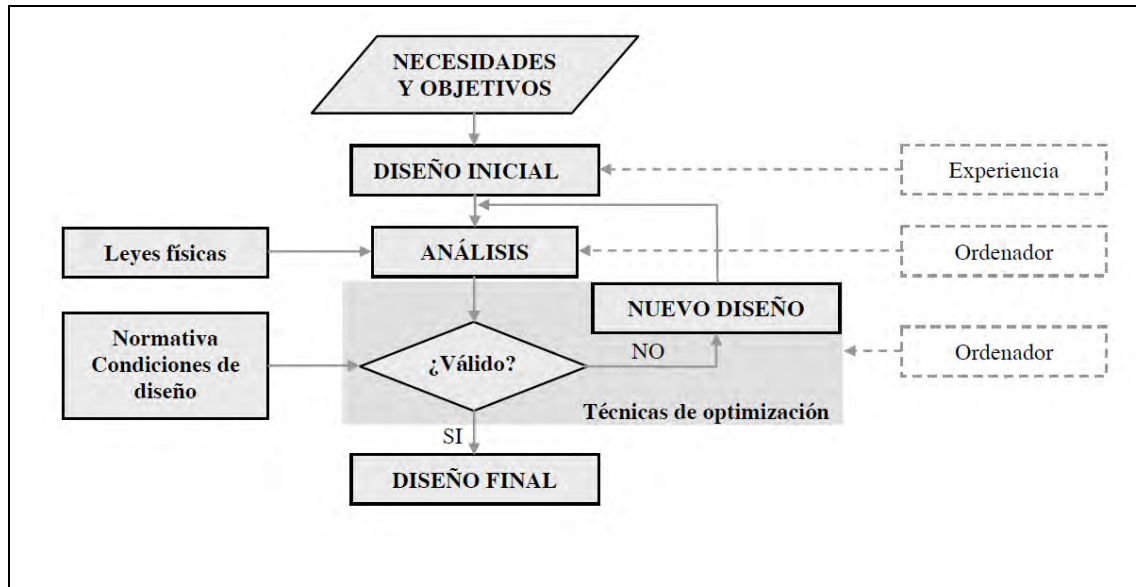 NECESIDADES
Y OBJETIVOS
DISEÑO INICIAL
Experiencia
Leyes físicas
ANÁLISIS
Ordenador
NUEVO DISEÑO
Normativa
Condiciones de
diseño
¿Válido?
NO
Ordenador
Técnicas de optimización
SI
DISEÑO FINAL